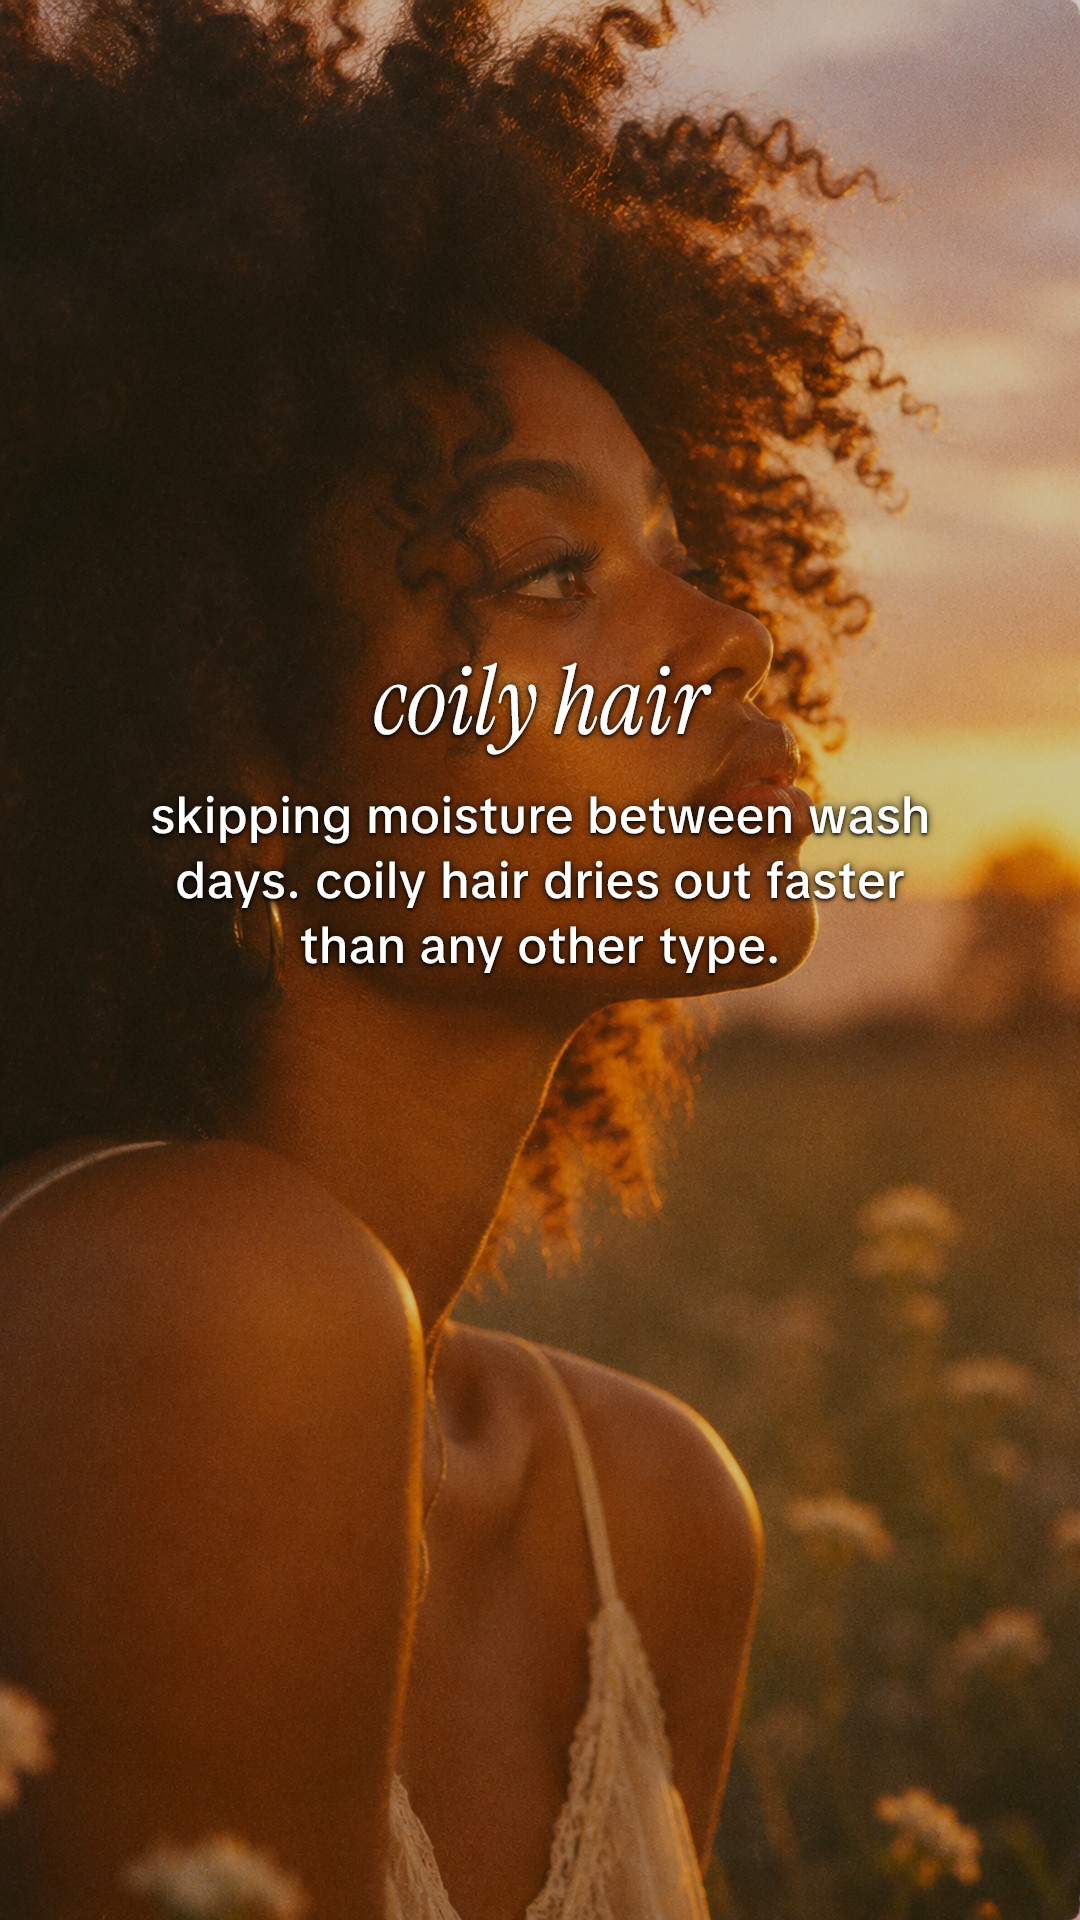 coily hair
skipping moisture between wash
days. coily hair dries out faster
than any other type.